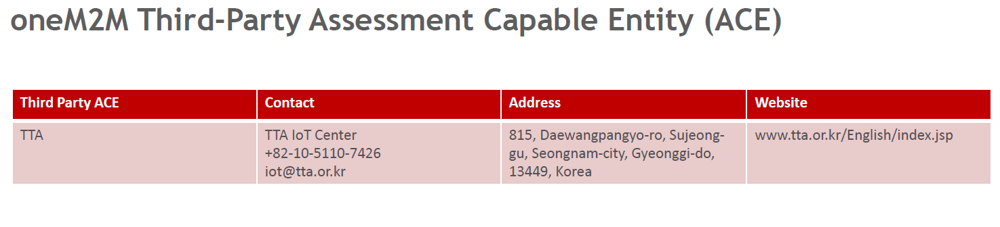 oneM2M Third-Party Assessment Capable Entity (ACE)
Third Party ACE
Contact
Address
Website
TTA
TTA IoT Center
+82-10-5110-7426
iot@tta.or.kr
815, Daewangpangyo-ro, Sujeong-
gu, Seongnam-city, Gyeonggi-do,
13449, Korea
www.tta.or.kr/English/index.jsp